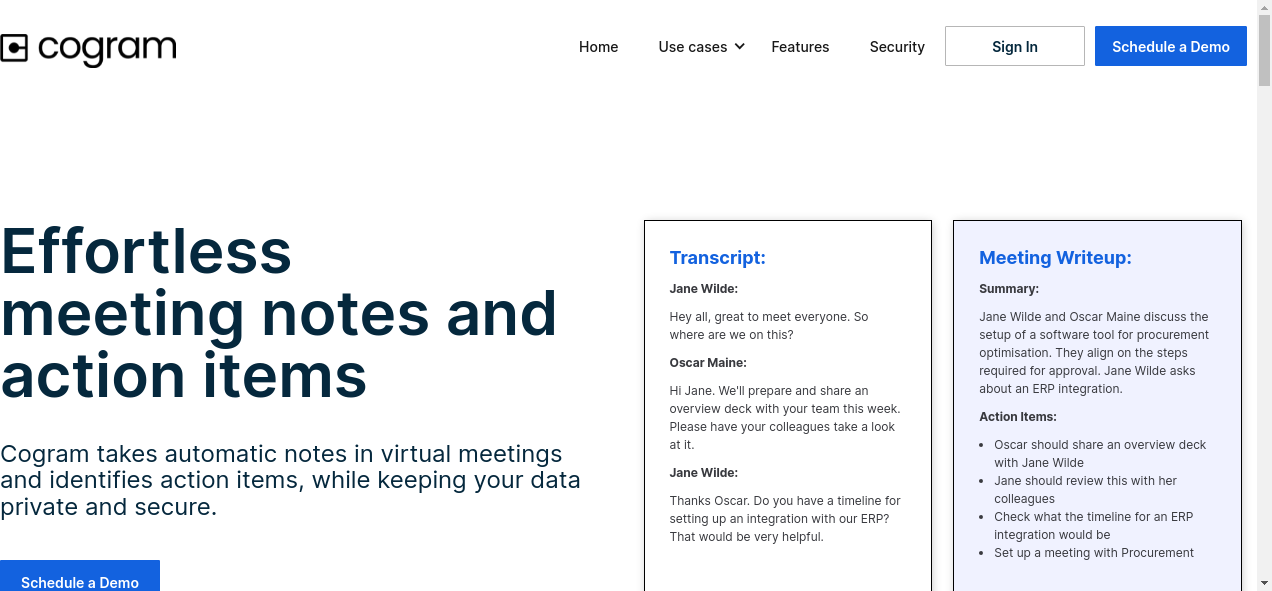 cogram
Home
Use cases
Features
Security
Sign In
Schedule a Demo
Effortless
meeting notes and
action items
Cogram takes automatic notes in virtual meetings
and identifies action items, while keeping your data
private and secure.
Schedule a Demo
Transcript:
Jane Wilde:
Hey all, great to meet everyone. So
where are we on this?
Oscar Maine:
Hi Jane. We'll prepare and share an
overview deck with your team this week.
Please have your colleagues take a look
at it.
Jane Wilde:
Thanks Oscar. Do you have a timeline for
setting up an integration with our ERP?
That would be very helpful.
Meeting Writeup:
Summary:
Jane Wilde and Oscar Maine discuss the
setup of a software tool for procurement
optimisation. They align on the steps
required for approval. Jane Wilde asks
about an ERP integration.
Action Items:
• Oscar should share an overview deck
with Jane Wilde
• Jane should review this with her
colleagues
• Check what the timeline for an ERP
integration would be
• Set up a meeting with Procurement